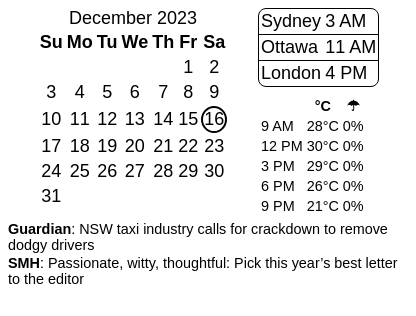 December 2023
Su Mo Tu We Th Fr Sa
1 2
3 4 5 6 7 8 9
10 11 12 13 14 15 16
17 18 19 20 21 22 23
24 25 26 27 28 29 30
31
Sydney 3 AM
Ottawa 11 AM
London 4 PM
°C ☂
9 AM 28°C 0%
12 PM 30°C 0%
3 PM 29°C 0%
6 PM 26°C 0%
9 PM 21°C 0%
Guardian: NSW taxi industry calls for crackdown to remove
dodgy drivers
SMH: Passionate, witty, thoughtful: Pick this year’s best letter
to the editor